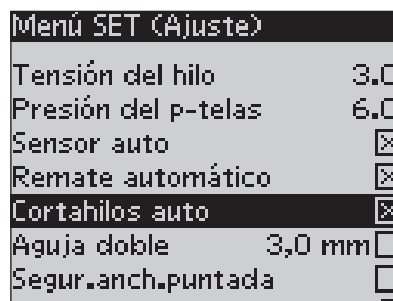 Menú SET (Ajuste)
Tensión del hilo 3.0
Presión del p-telas 6.0
Sensor auto
Remate automático
Cortahilos auto
Aguja doble 3,0 mm
Segur.anch.puntada